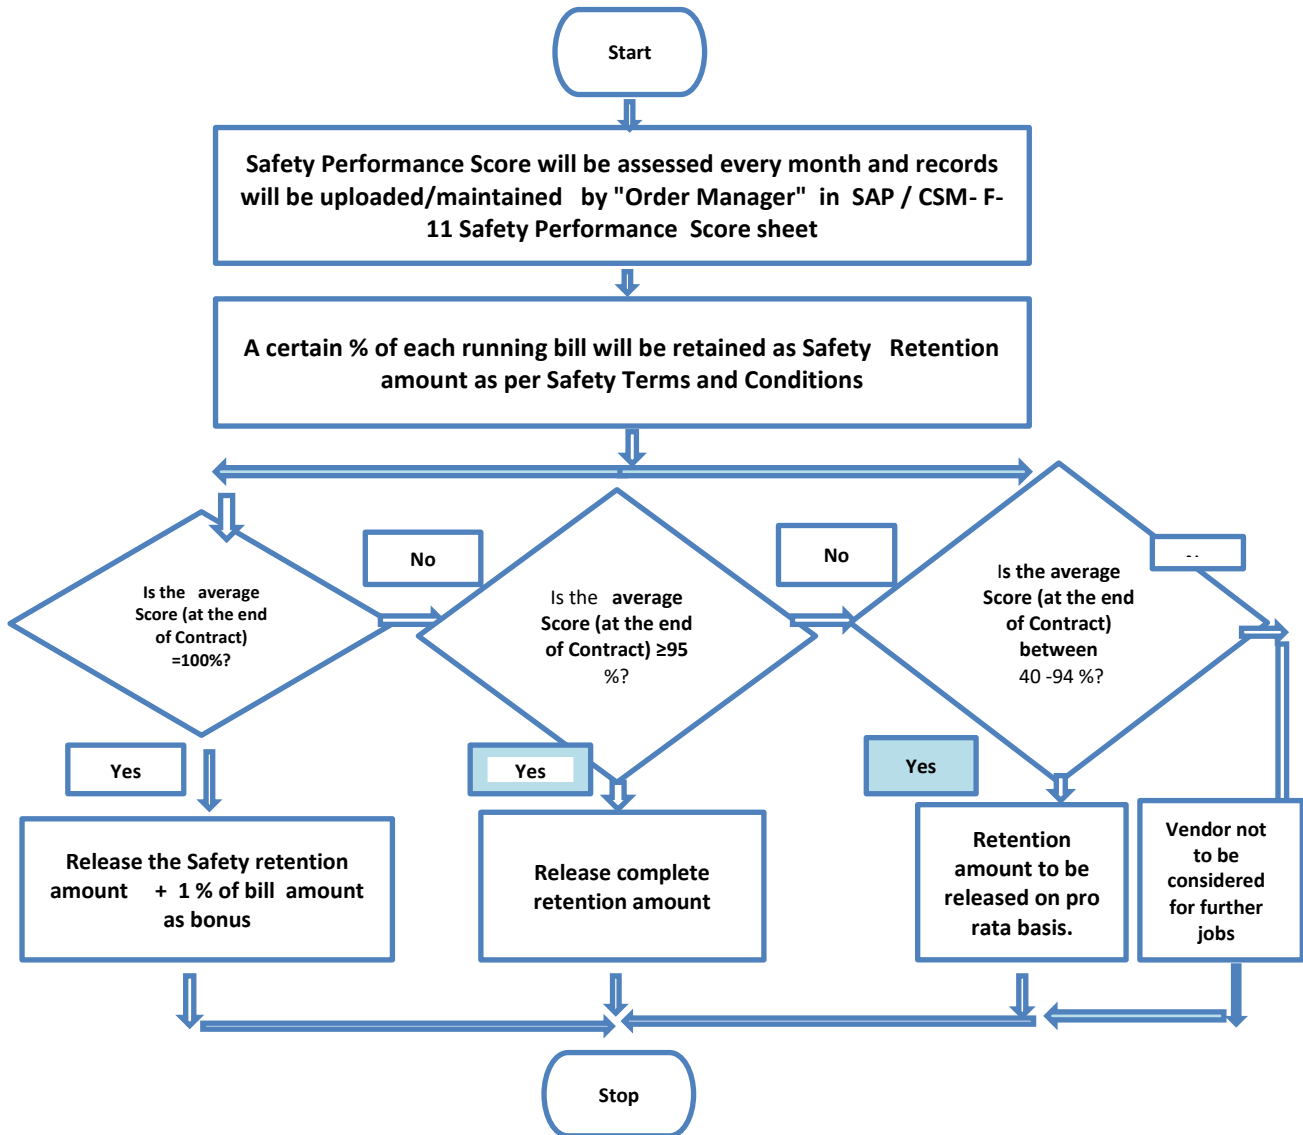 Start
Safety Performance Score will be assessed every month and records
will be uploaded/maintained by "Order Manager" in SAP / CSM- F-
11 Safety Performance Score sheet
A certain % of each running bill will be retained as Safety Retention
amount as per Safety Terms and Conditions
Is the average
Score (at the end
of Contract)
=100%?
No
Is the average
Score (at the end
of Contract) ≥95
%?
No
Is the average
Score (at the end
of Contract)
between
40 -94 %?
Yes
Yes
Yes
Release the Safety retention
amount + 1 % of bill amount
as bonus
Release complete
retention amount
Retention
amount to be
released on pro
rata basis.
Vendor not
to be
considered
for further
jobs
Stop